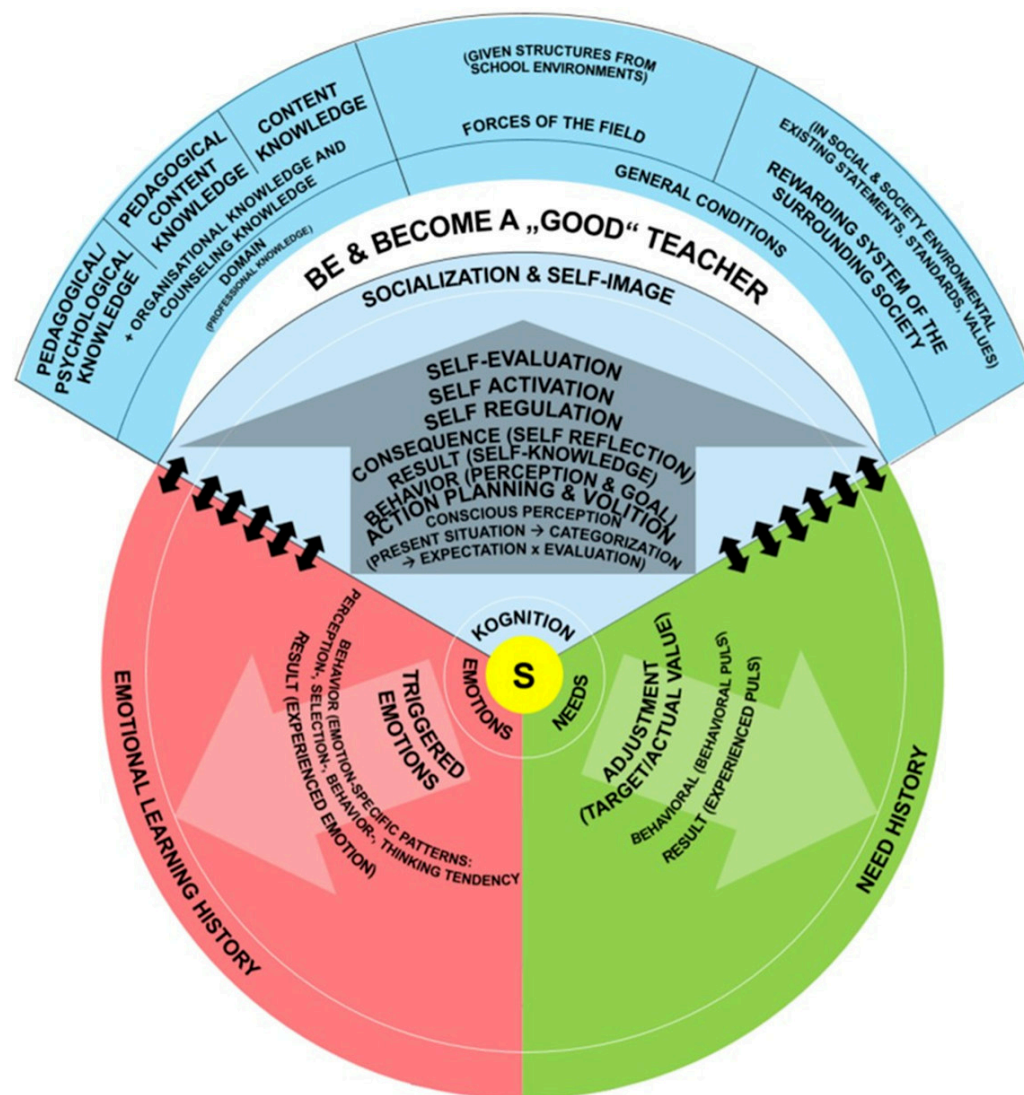 PEDAGOGICAL/
PSYCHOLOGICAL
KNOWLEDGE
PEDAGOGICAL
CONTENT
KNOWLEDGE
CONTENT
KNOWLEDGE
+ ORGANISATIONAL KNOWLEDGE AND
COUNSELING KNOWLEDGE
DOMAIN
(PROFESSIONAL KNOWLEDGE)
(GIVEN STRUCTURES FROM
SCHOOL ENVIRONMENTS)
FORCES OF THE FIELD
GENERAL CONDITIONS
(IN SOCIAL & SOCIETY ENVIRONMENTAL
EXISTING STATEMENTS, STANDARDS, VALUES)
REWARDING SYSTEM OF THE
SURROUNDING SOCIETY
BE & BECOME A „GOOD“ TEACHER
SOCIALIZATION & SELF-IMAGE
SELF-EVALUATION
SELF ACTIVATION
SELF REGULATION
CONSEQUENCE (SELF REFLECTION)
RESULT (SELF-KNOWLEDGE)
BEHAVIOR (PERCEPTION & GOAL)
ACTION PLANNING & VOLITION
CONSCIOUS PERCEPTION
(PRESENT SITUATION → CATEGORIZATION
→ EXPECTATION x EVALUATION)
KOGNITION
EMOTIONS
S
NEEDS
TRIGGERED
EMOTIONS
BEHAVIOR (EMOTION-SPECIFIC PATTERNS:
PERCEPTION-, SELECTION-, BEHAVIOR-, THINKING TENDENCY
RESULT (EXPERIENCED EMOTION)
EMOTIONAL LEARNING HISTORY
ADJUSTMENT
(TARGET/ACTUAL VALUE)
BEHAVIORAL (BEHAVIORAL PULS)
RESULT (EXPERIENCED PULS)
NEED HISTORY